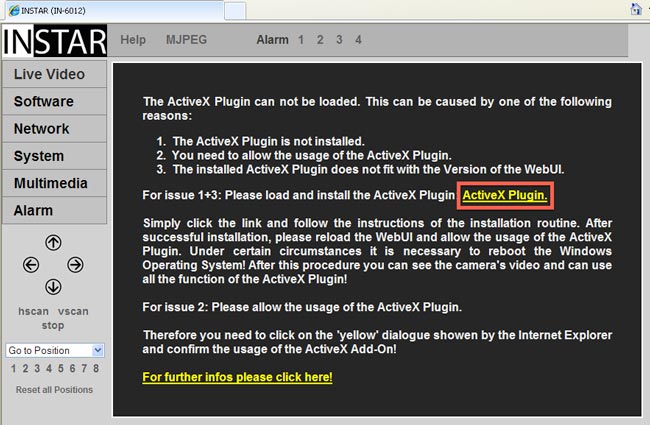 INSTAR (IN-6012)
INSTAR
Help MJPEG Alarm 1 2 3 4
Live Video
Software
Network
System
Multimedia
Alarm
hscan vscan
stop
Go to Position
1 2 3 4 5 6 7 8
Reset all Positions
The ActiveX Plugin can not be loaded. This can be caused by one of the following
reasons:
1. The ActiveX Plugin is not installed.
2. You need to allow the usage of the ActiveX Plugin.
3. The installed ActiveX Plugin does not fit with the Version of the WebUI.
For issue 1+3: Please load and install the ActiveX Plugin ActiveX Plugin.
Simply click the link and follow the instructions of the installation routine. After
successful installation, please reload the WebUI and allow the usage of the ActiveX
Plugin. Under certain circumstances it is necessary to reboot the Windows
Operating System! After this procedure you can see the camera's video and can use
all the function of the ActiveX Plugin!
For issue 2: Please allow the usage of the ActiveX Plugin.
Therefore you need to click on the 'yellow' dialogue showen by the Internet Explorer
and confirm the usage of the ActiveX Add-On!
For further infos please click here!